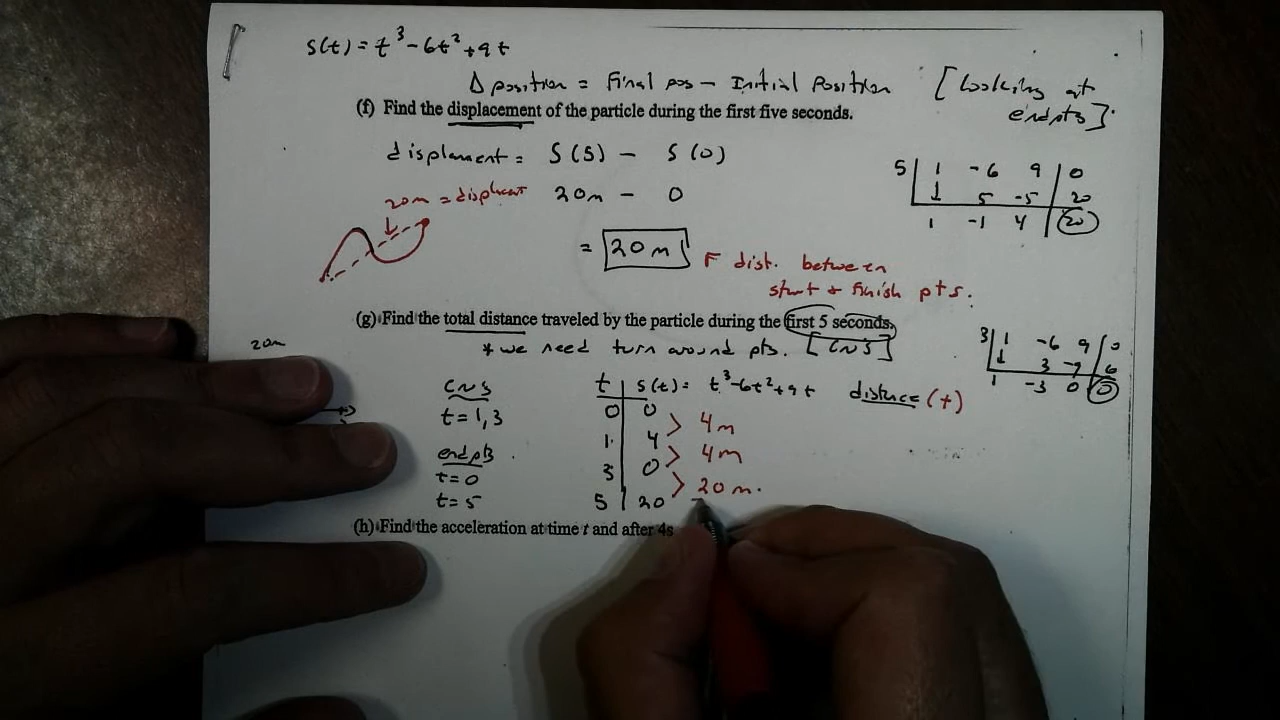 s(t) = t³ - 6t² + 9t
Δ position = Final pos - Initial Position [Looking at endpts].
(f) Find the displacement of the particle during the first five seconds.
displament = S(5) - S(0)
20m = displacent 20m - 0
= 20m
dist. between
start + finish pts.
5 | 1 -6 9 | 0
↓ 5 -5 | 20
1 -1 4 | 20
(g) Find the total distance traveled by the particle during the first 5 seconds.
* we need turn around pts. [CN'S]
20m
3 | 1 -6 9 | 0
↓ 3 -9 | 0
1 -3 0 | 0
CN'S
t = 1, 3
endpts.
t = 0
t = 5
t | s(t) = t³ - 6t² + 9t distance (+)
0 | 0 > 4m
1 | 4 > 4m
3 | 0 > 20m.
5 | 20
(h) Find the acceleration at time t and after 4s